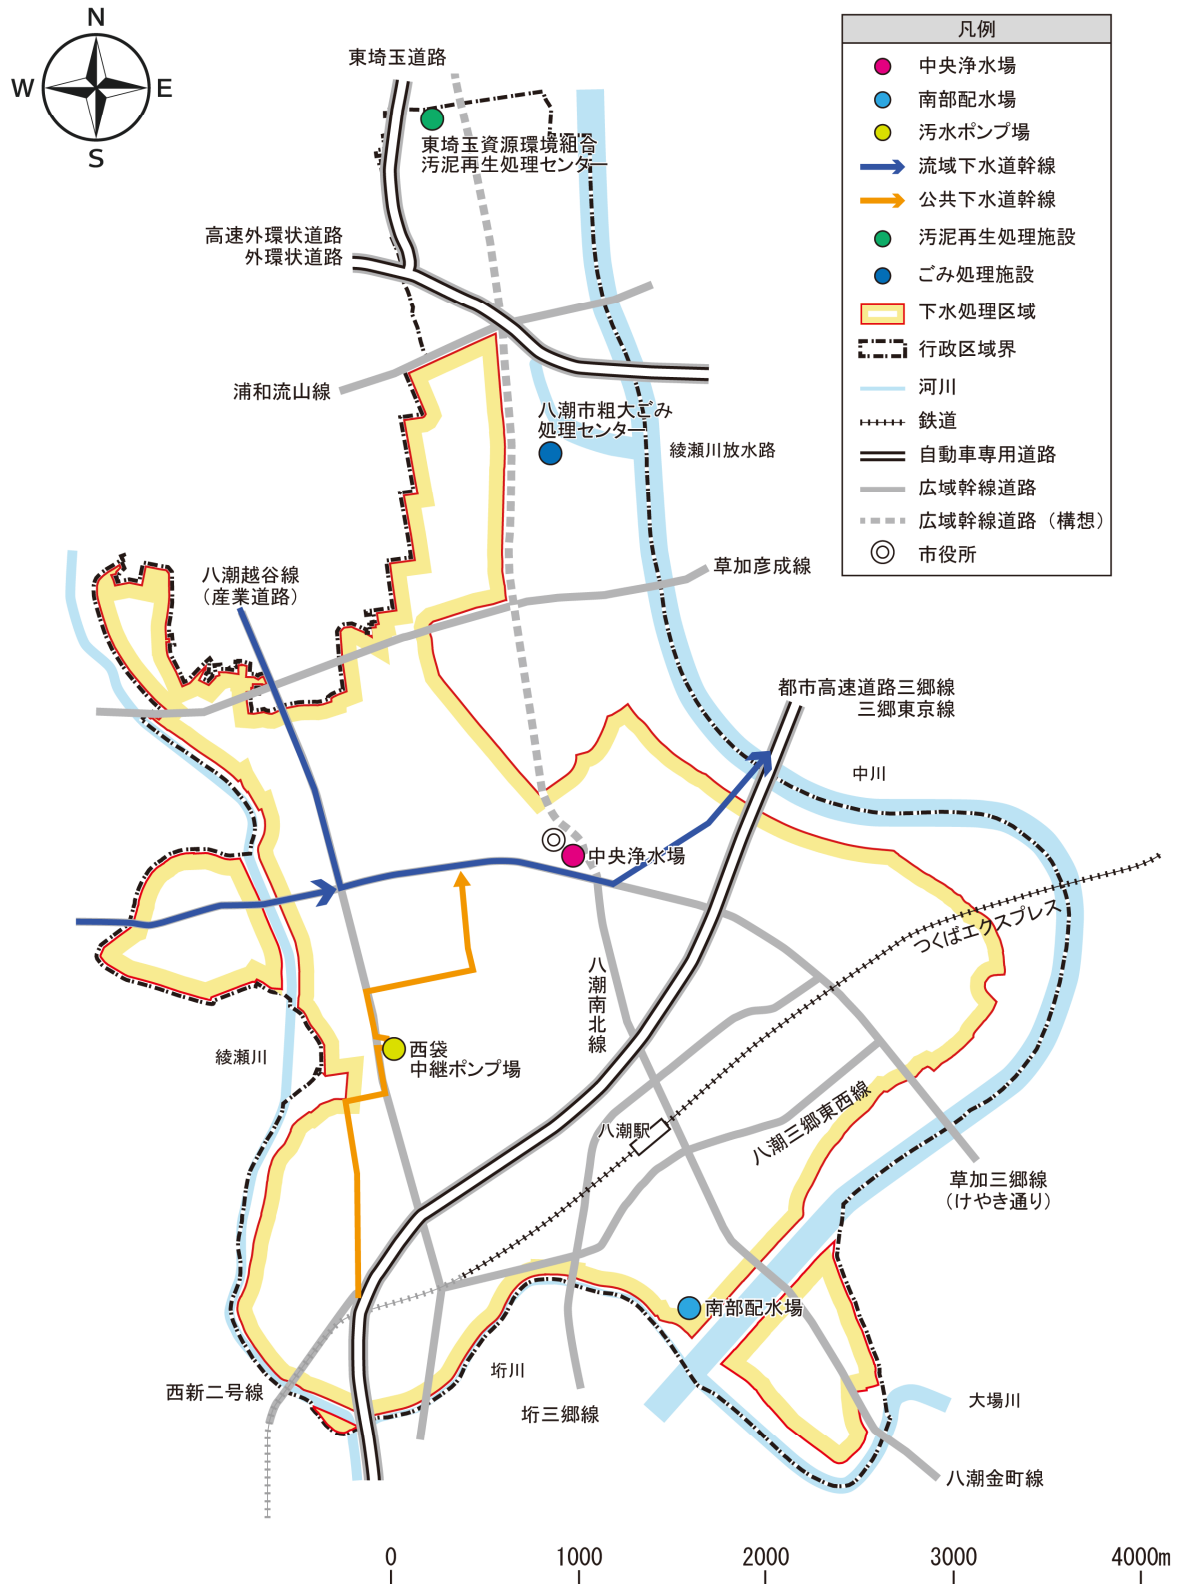 N
W
E
S
東埼玉道路
東埼玉資源環境組合
汚泥再生処理センター
高速外環状道路
外環状道路
浦和流山線
八潮市粗大ごみ
処理センター
綾瀬川放水路
草加彦成線
八潮越谷線
（産業道路）
都市高速道路三郷線
三郷東京線
中川
中央浄水場
つくばエクスプレス
八潮南北線
綾瀬川
西袋
中継ポンプ場
八潮駅
八潮三郷東西線
草加三郷線
（けやき通り）
南部配水場
垳川
西新二号線
垳三郷線
大場川
八潮金町線
凡例
中央浄水場
南部配水場
汚水ポンプ場
流域下水道幹線
公共下水道幹線
汚泥再生処理施設
ごみ処理施設
下水処理区域
行政区域界
河川
鉄道
自動車専用道路
広域幹線道路
広域幹線道路（構想）
市役所
0 1000 2000 3000 4000m